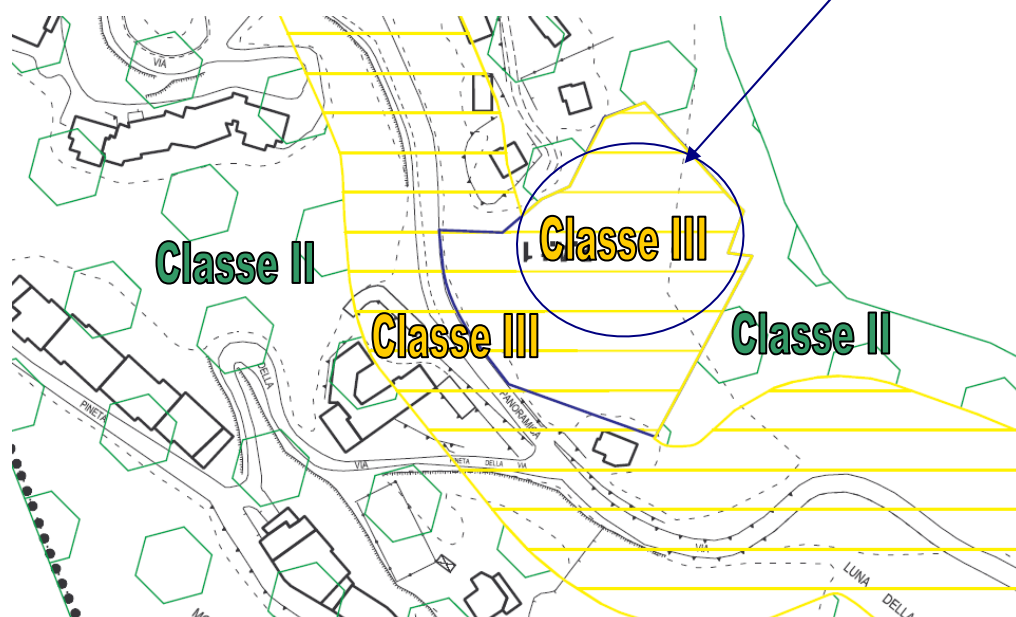 VIA
Classe III
1
Classe II
Classe III
Classe II
DELLA
PINETA
PANORAMICA
VIA
PINETA DELLA VIA
VIA
LUNA
DELLA